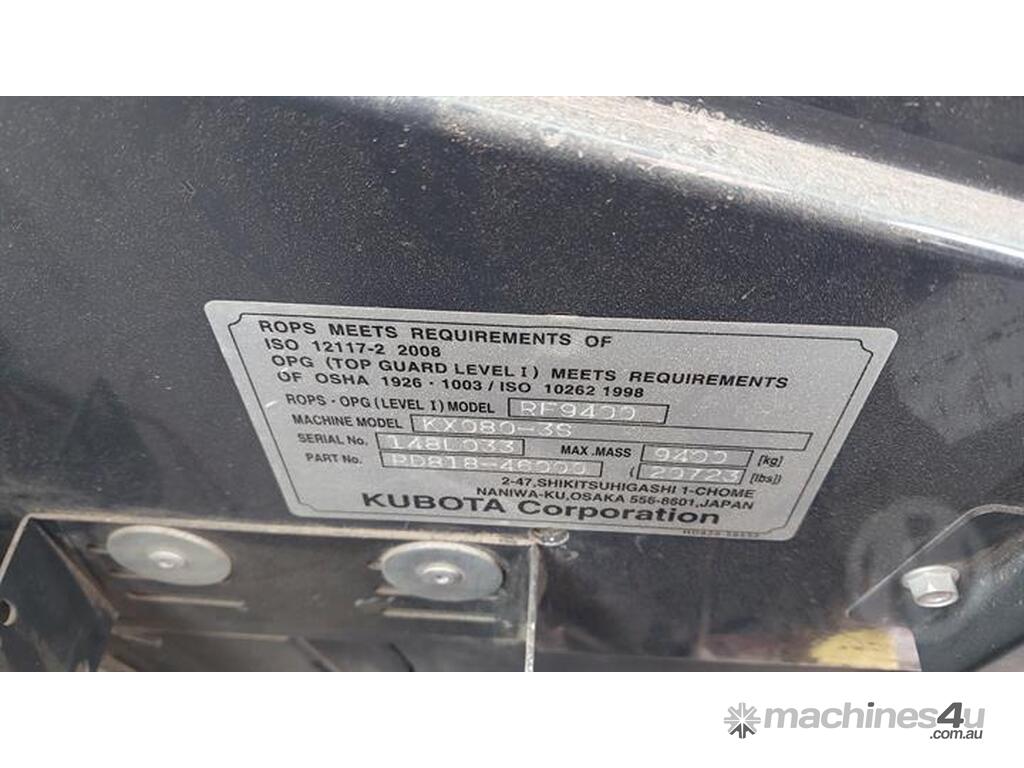 ROPS MEETS REQUIREMENTS OF
ISO 12117-2 2008
OPG (TOP GUARD LEVEL I) MEETS REQUIREMENTS
OF OSHA 1926・1003 / ISO 10262 1998
ROPS・OPG (LEVEL I) MODEL RF9400
MACHINE MODEL KX080-3S
SERIAL No. 148L033 MAX.MASS 9400 [kg]
PART No. RD818-46000 (20723 [lbs])
2-47, SHIKITSUHIGASHI 1-CHOME
NANIWA-KU, OSAKA 556-8601, JAPAN
KUBOTA Corporation
machines4u
.com.au